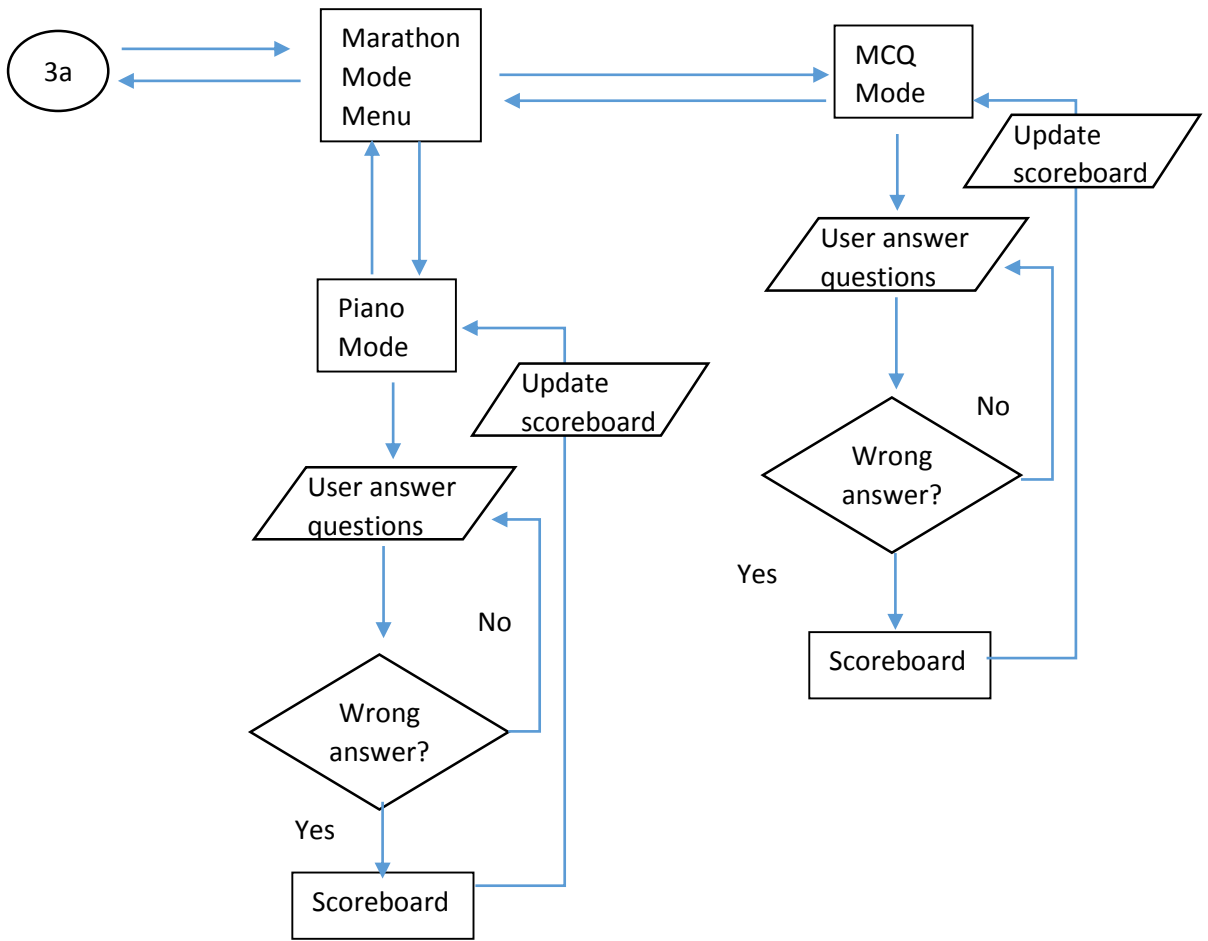 3a
Marathon
Mode
Menu
MCQ
Mode
Update
scoreboard
User answer
questions
No
Wrong
answer?
Yes
Scoreboard
Piano
Mode
Update
scoreboard
User answer
questions
No
Wrong
answer?
Yes
Scoreboard